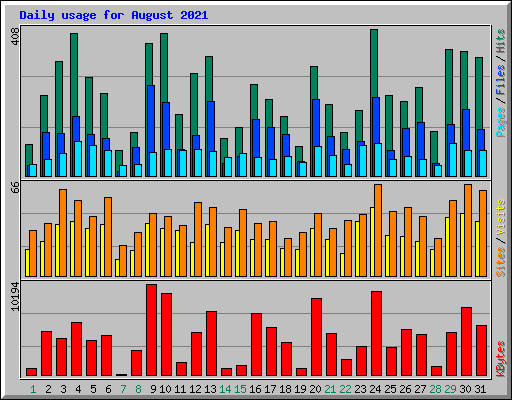 Daily usage for August 2021
408
Pages / Files / Hits
66
Sites / Visits
10194
KBytes
1 2 3 4 5 6 7 8 9 10 11 12 13 14 15 16 17 18 19 20 21 22 23 24 25 26 27 28 29 30 31